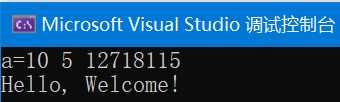 Microsoft Visual Studio 调试控制台
a=10 5 12718115
Hello, Welcome!